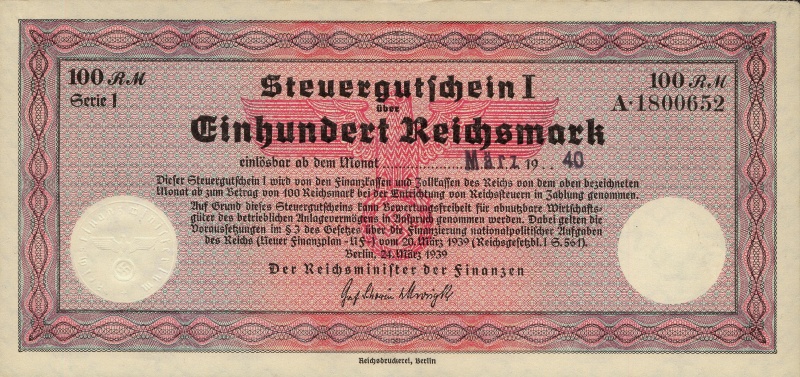 100 RM
Steuergutschein I
100 RM
Serie I
über
A·1800652
Einhundert Reichsmark
einlösbar ab dem Monat ........ März 19 . 40
Dieser Steuergutschein I wird von den Finanzkassen und Zollkassen des Reichs von dem oben bezeichneten
Monat ab zum Betrag von 100 Reichsmark bei der Entrichtung von Reichssteuern in Zahlung genommen.
Auf Grund dieses Steuergutscheins kann Bewertungsfreiheit für abnutzbare Wirtschafts-
güter des betrieblichen Anlagevermögens in Anspruch genommen werden. Dabei gelten die
Voraussetzungen im § 3 des Gesetzes über die Finanzierung nationalpolitischer Aufgaben
des Reichs (Neuer Finanzplan - NF) vom 20. März 1939 (Reichsgesetzbl. I S. 561).
Berlin, 24. März 1939
Der Reichsminister der Finanzen
Reichsdruckerei, Berlin